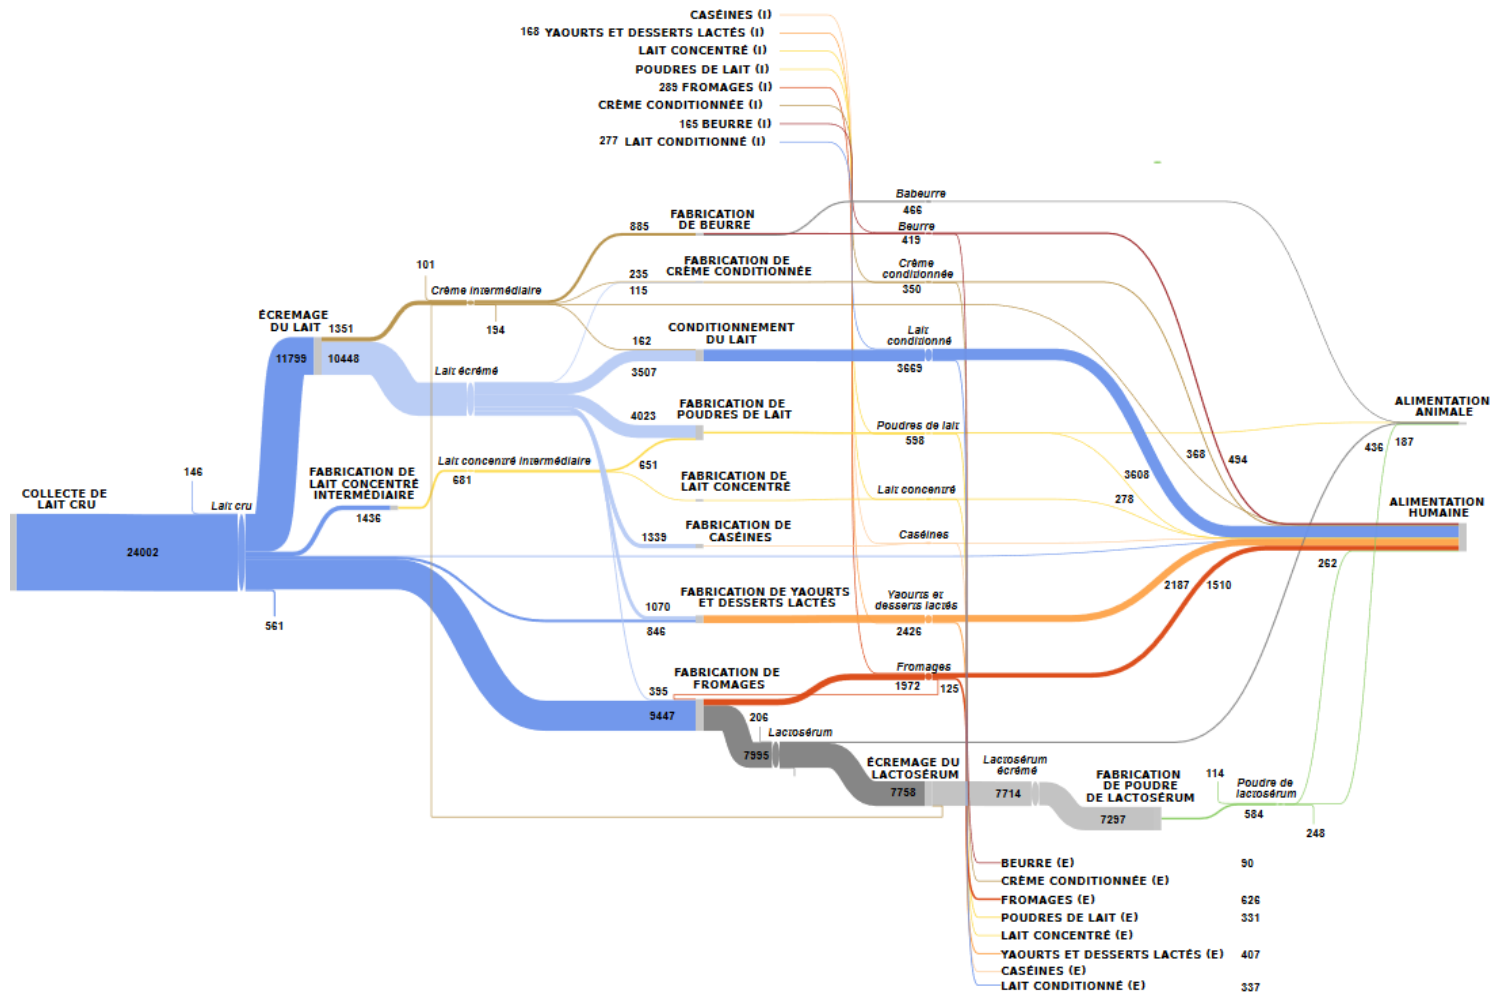 CASÉINES (I)
168 YAOURTS ET DESSERTS LACTÉS (I)
LAIT CONCENTRÉ (I)
POUDRES DE LAIT (I)
289 FROMAGES (I)
CRÈME CONDITIONNÉE (I)
165 BEURRE (I)
277 LAIT CONDITIONNÉ (I)
Babeurre
466
FABRICATION
DE BEURRE
885
Beurre
419
FABRICATION DE
CRÈME CONDITIONNÉE
235
115
Crème
conditionnée
350
101
Crème intermédiaire
194
ÉCREMAGE
DU LAIT
1351
11799
10448
CONDITIONNEMENT
DU LAIT
162
3507
Lait
conditionné
3669
Lait écrémé
FABRICATION DE
POUDRES DE LAIT
4023
Poudres de lait
598
ALIMENTATION
ANIMALE
436
187
368
494
3608
278
Lait concentré intermédiaire
681
651
FABRICATION DE
LAIT CONCENTRÉ
Lait concentré
146
FABRICATION DE
LAIT CONCENTRÉ
INTERMÉDIAIRE
1436
COLLECTE DE
LAIT CRU
Lait cru
24002
561
FABRICATION DE
CASÉINES
1339
Caséines
ALIMENTATION
HUMAINE
262
FABRICATION DE YAOURTS
ET DESSERTS LACTÉS
1070
846
Yaourts et
desserts lactés
2426
2187
1510
FABRICATION DE
FROMAGES
395
9447
Fromages
1972
125
206
Lactosérum
7995
ÉCREMAGE DU
LACTOSÉRUM
7758
Lactosérum
écrémé
7714
FABRICATION
DE POUDRE
DE LACTOSÉRUM
7297
114
Poudre de
lactosérum
584
248
BEURRE (E) 90
CRÈME CONDITIONNÉE (E)
FROMAGES (E) 626
POUDRES DE LAIT (E) 331
LAIT CONCENTRÉ (E)
YAOURTS ET DESSERTS LACTÉS (E) 407
CASÉINES (E)
LAIT CONDITIONNÉ (E) 337